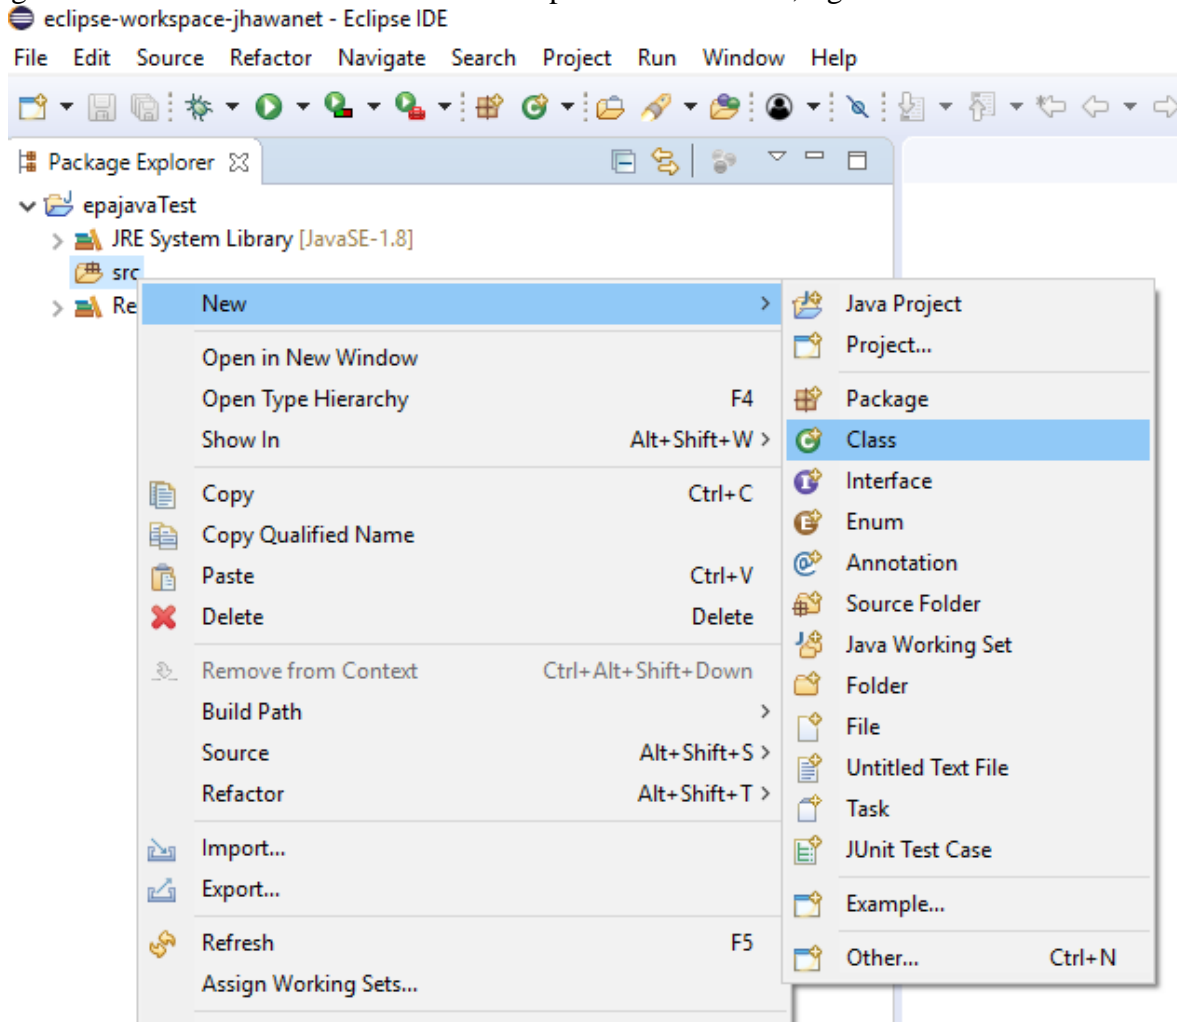 eclipse-workspace-jhawanet - Eclipse IDE
File Edit Source Refactor Navigate Search Project Run Window Help
Package Explorer
epajavaTest
JRE System Library [JavaSE-1.8]
src
Re
New
Open in New Window
Open Type Hierarchy F4
Show In Alt+Shift+W >
Copy Ctrl+C
Copy Qualified Name
Paste Ctrl+V
Delete Delete
Remove from Context Ctrl+Alt+Shift+Down
Build Path >
Source Alt+Shift+S >
Refactor Alt+Shift+T >
Import...
Export...
Refresh F5
Assign Working Sets...
Java Project
Project...
Package
Class
Interface
Enum
Annotation
Source Folder
Java Working Set
Folder
File
Untitled Text File
Task
JUnit Test Case
Example...
Other... Ctrl+N